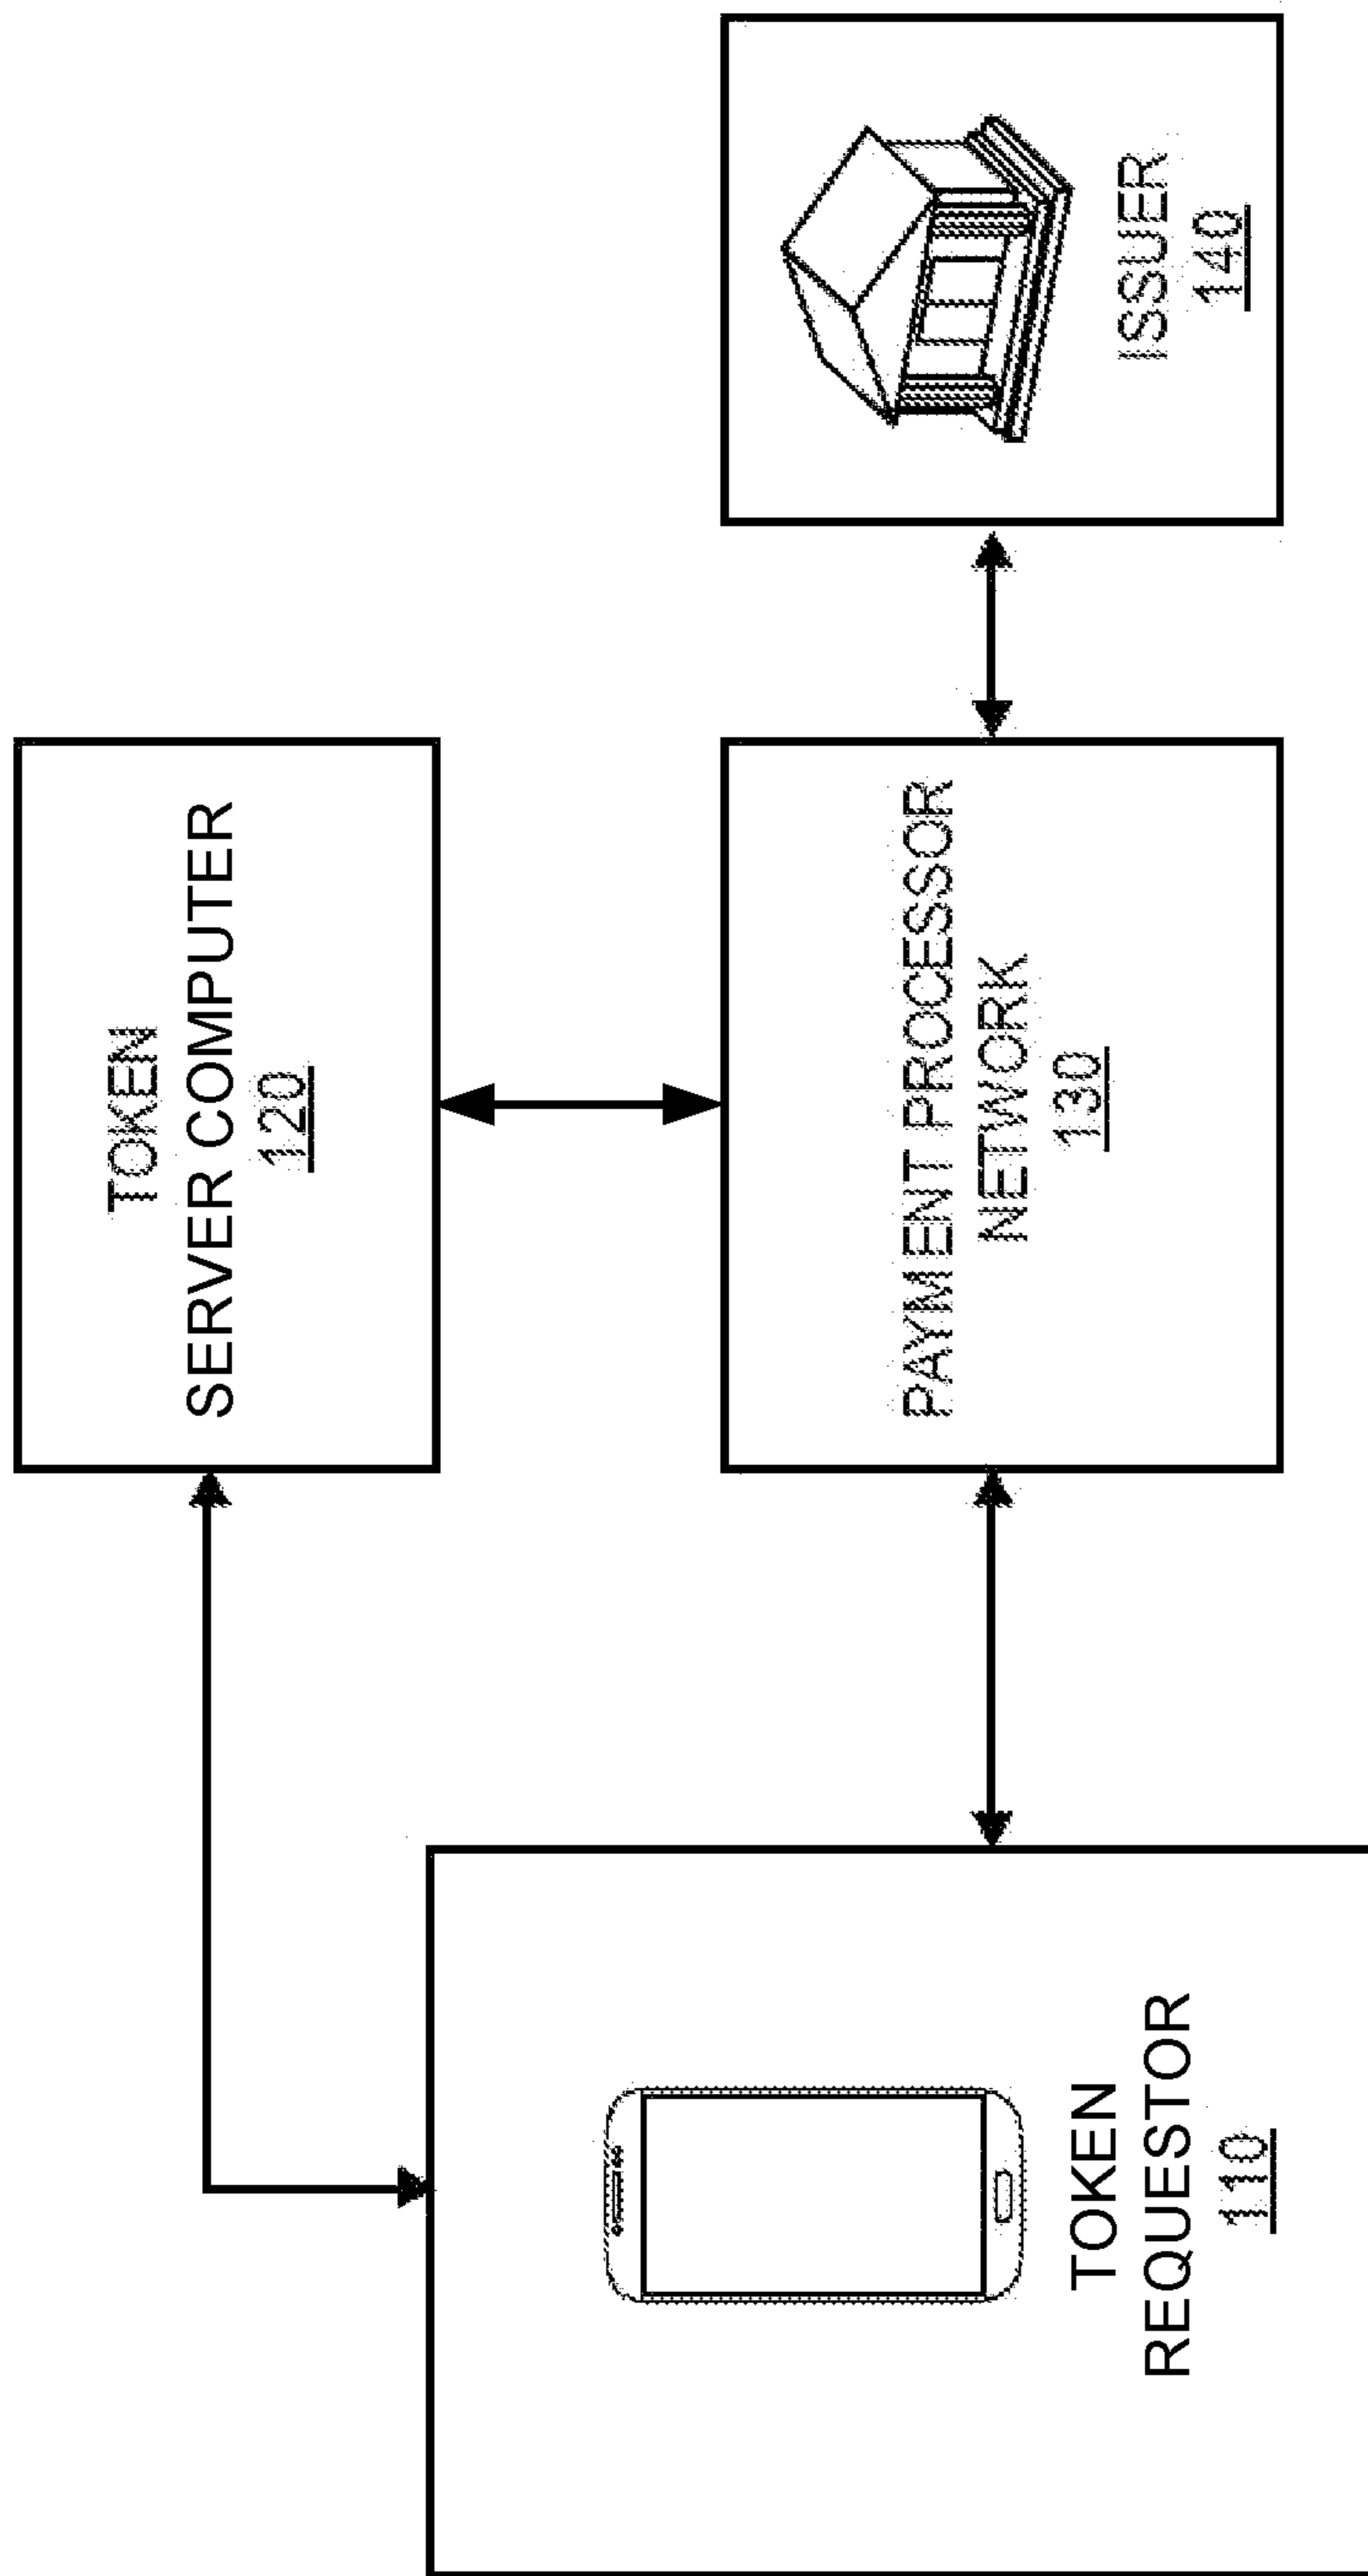 TOKEN
SERVER COMPUTER
120
TOKEN
REQUESTOR
110
PAYMENT PROCESSOR
NETWORK
130
ISSUER
140